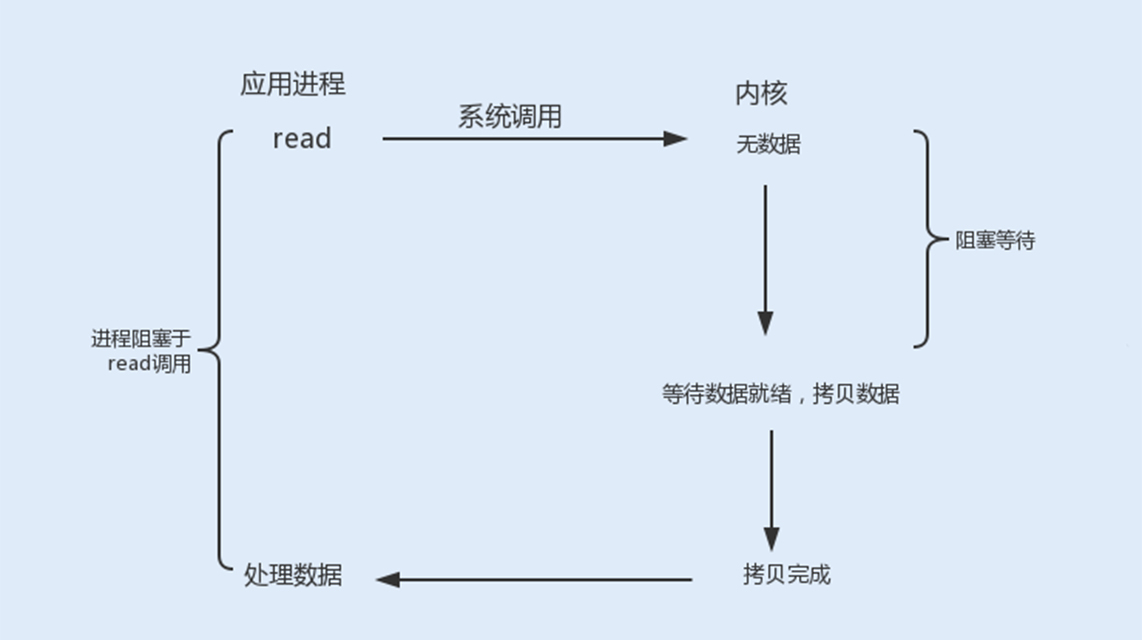 应用进程
系统调用
内核
read
无数据
阻塞等待
进程阻塞于
read调用
等待数据就绪，拷贝数据
处理数据
拷贝完成